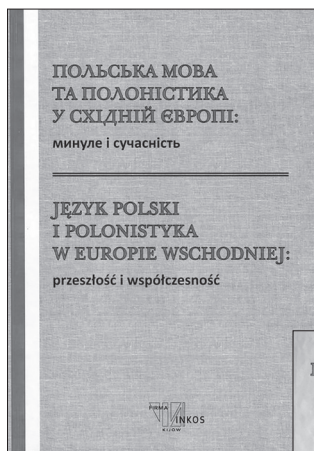 ПОЛЬСЬКА МОВА
ТА ПОЛОНІСТИКА
У СХІДНІЙ ЄВРОПІ:
минуле і сучасність
JĘZYK POLSKI
I POLONISTYKA
W EUROPIE WSCHODNIEJ:
przeszłość i współczesność
FIRMA
INKOS
KIJÓW